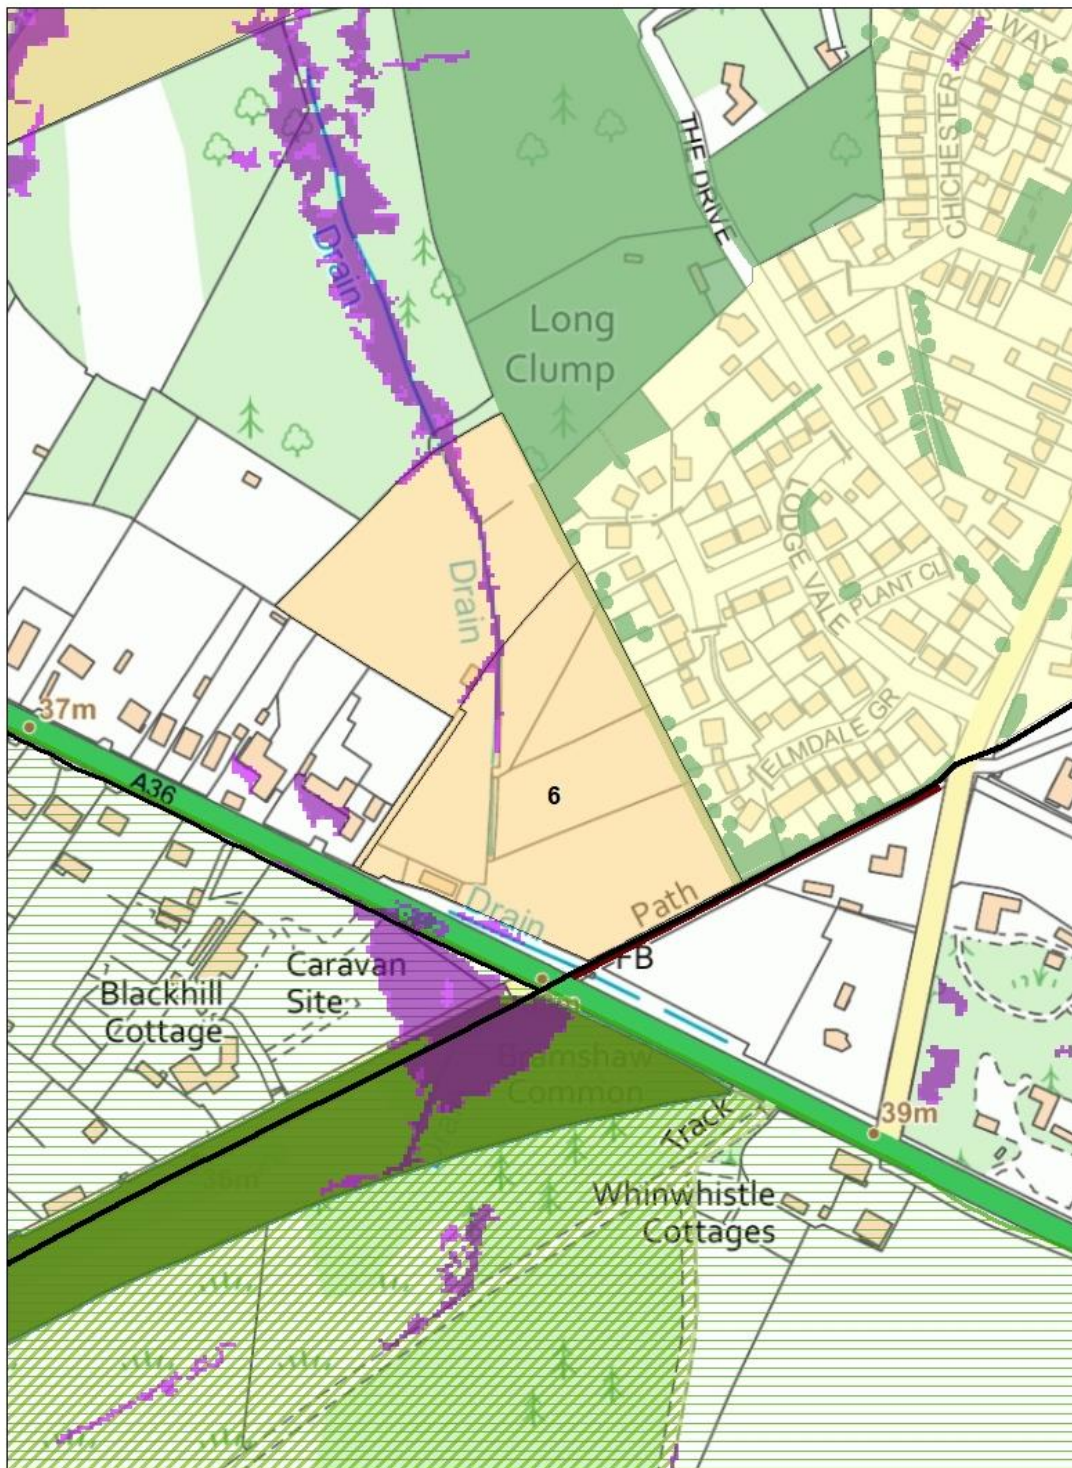 WAY
CHICHESTER
THE DRIVE
Drain
Long
Clump
LODGE VALE
PLANT CL
Drain
ELMDALE GR
37m
A36
6
Path
Drain
FB
Caravan
Site
Blackhill
Cottage
Bramshaw
Common
Track
39m
36m
Whinwhistle
Cottages